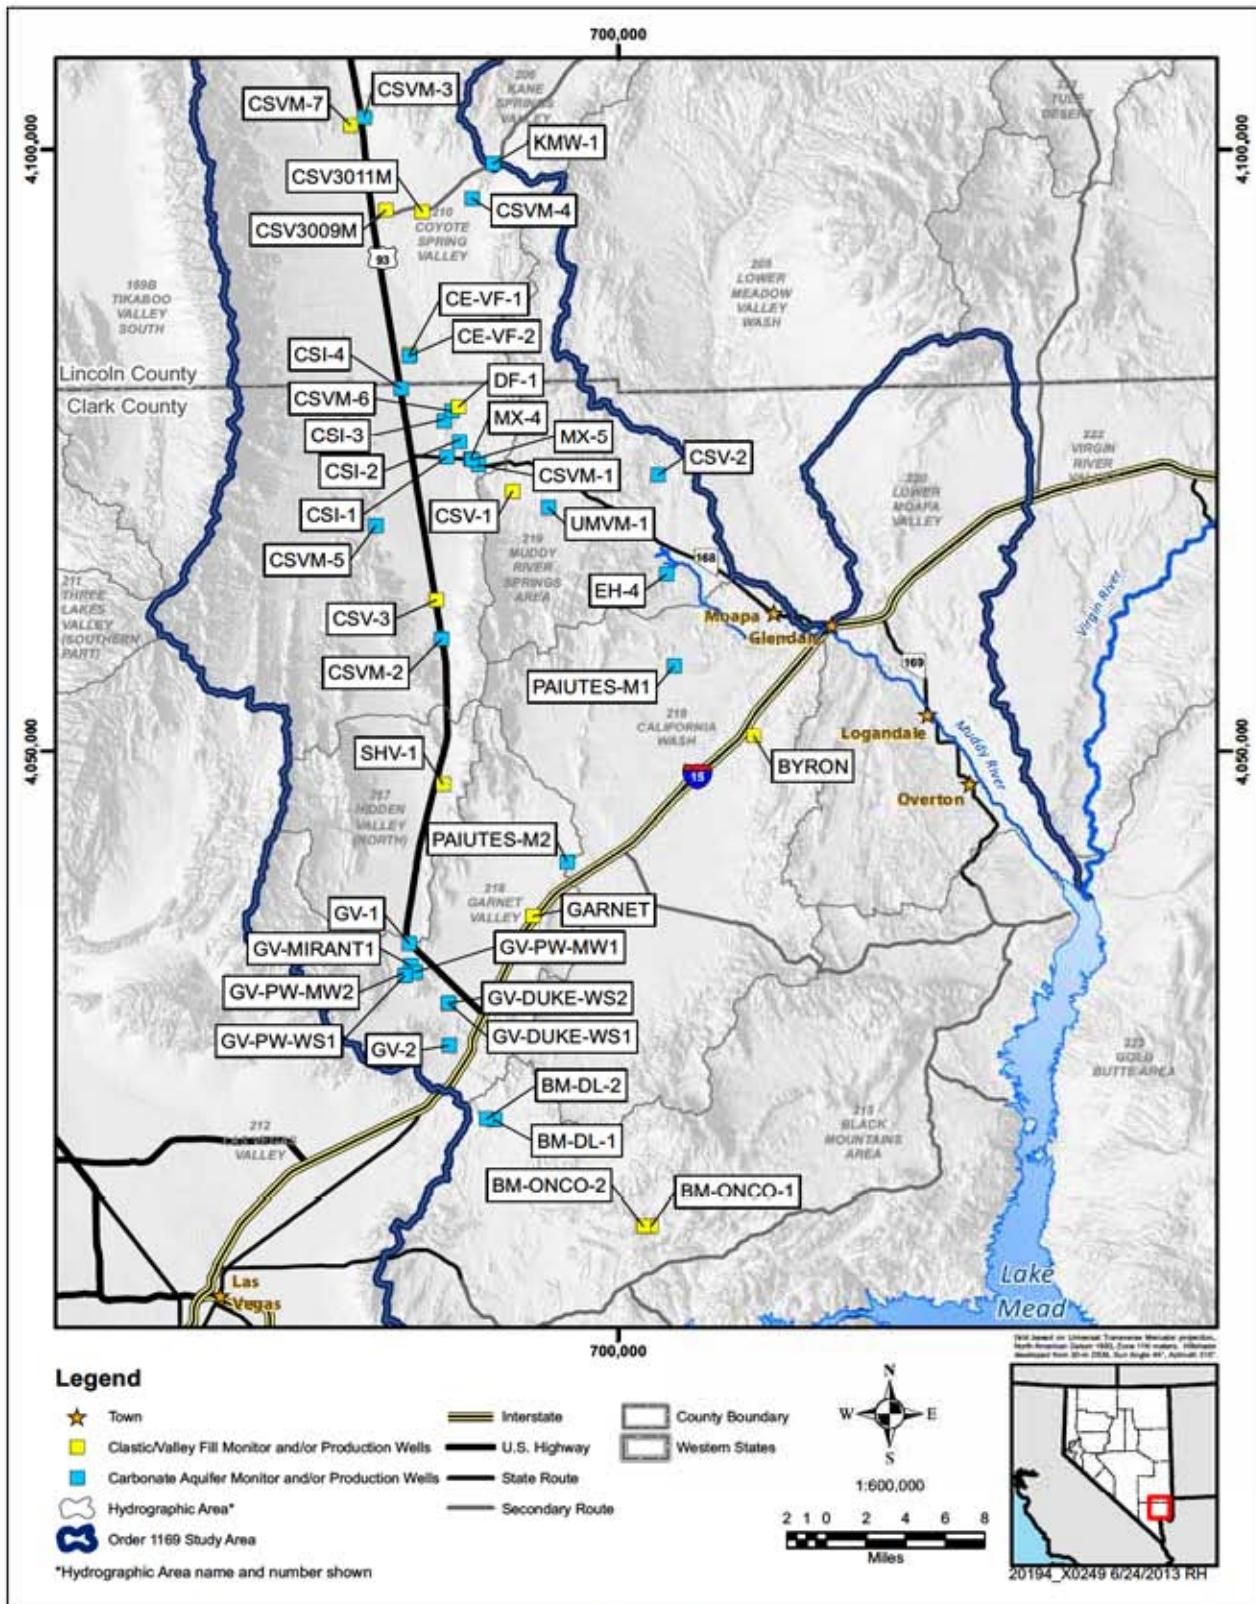 700,000
4,100,000
4,100,000
CSVM-3
CSVM-7
206
KANE
SPRINGS
VALLEY
221
TULE
DESERT
KMW-1
CSV3011M
CSVM-4
CSV3009M
210
COYOTE
SPRING
VALLEY
93
205
LOWER
MEADOW
VALLEY
WASH
169B
TIKABOO
VALLEY
SOUTH
CE-VF-1
CE-VF-2
CSI-4
Lincoln County
Clark County
DF-1
CSVM-6
MX-4
CSI-3
MX-5
CSI-2
CSVM-1
CSV-2
222
VIRGIN
RIVER
VALLEY
220
LOWER
MOAPA
VALLEY
CSI-1
CSV-1
UMVM-1
CSVM-5
219
MUDDY
RIVER
SPRINGS
AREA
168
211
THREE
LAKES
VALLEY
(SOUTHERN
PART)
EH-4
Virgin River
CSV-3
Moapa
Glendale
CSVM-2
169
PAIUTES-M1
218
CALIFORNIA
WASH
Logandale
Muddy River
4,050,000
4,050,000
SHV-1
BYRON
15
Overton
217
HIDDEN
VALLEY
(NORTH)
PAIUTES-M2
216
GARNET
VALLEY
GARNET
GV-1
GV-MIRANT1
GV-PW-MW1
GV-PW-MW2
GV-DUKE-WS2
GV-PW-WS1
GV-2
GV-DUKE-WS1
223
GOLD
BUTTE AREA
BM-DL-2
BM-DL-1
212
LAS VEGAS
VALLEY
215
BLACK
MOUNTAINS
AREA
BM-ONCO-2
BM-ONCO-1
Las
Vegas
Lake
Mead
700,000
Legend
Town
Clastic/Valley Fill Monitor and/or Production Wells
Carbonate Aquifer Monitor and/or Production Wells
Hydrographic Area*
Order 1169 Study Area
*Hydrographic Area name and number shown
Interstate
U.S. Highway
State Route
Secondary Route
County Boundary
Western States
N
W E
S
1:600,000
2 1 0 2 4 6 8
Miles
20194_X0249 6/24/2013 RH